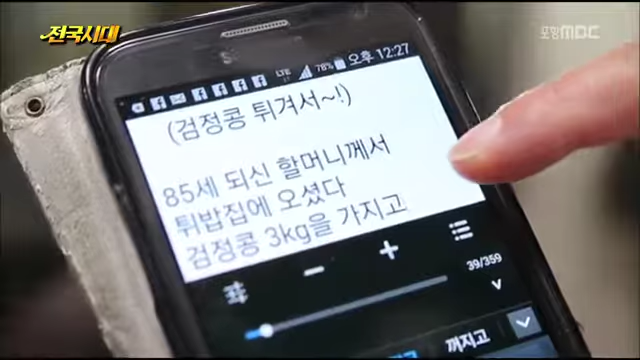 전국시대
포항MBC
LTE 78% 오후 12:27
(검정콩 튀겨서~!)
85세 되신 할머니께서
튀밥집에 오셨다
검정콩 3kg을 가지고
39/359
꺼지고